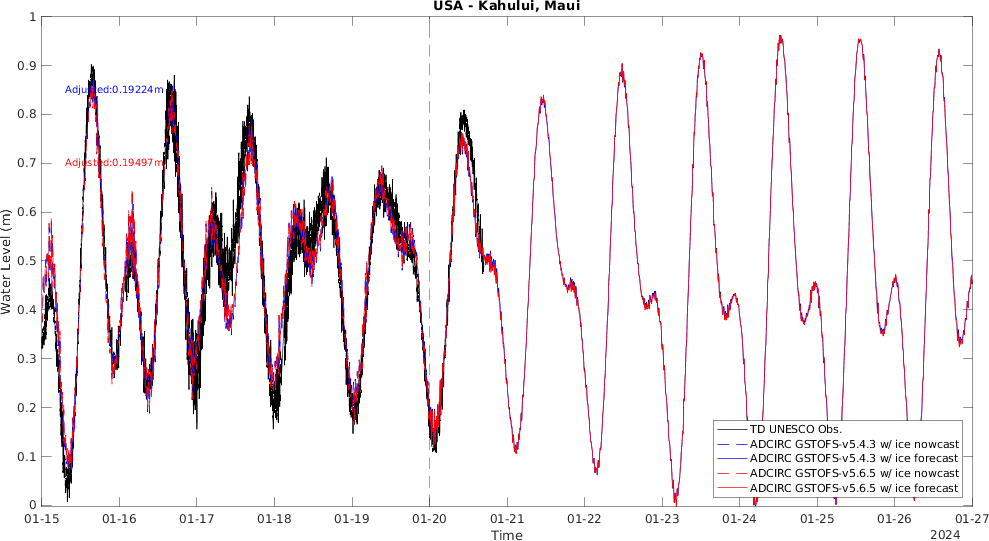 USA - Kahului, Maui
1
0.9
0.8
0.7
0.6
0.5
0.4
0.3
0.2
0.1
0
Water Level (m)
Adjusted:0.19224m
Adjusted:0.19497m
TD UNESCO Obs.
ADCIRC GSTOFS-v5.4.3 w/ ice nowcast
ADCIRC GSTOFS-v5.4.3 w/ ice forecast
ADCIRC GSTOFS-v5.6.5 w/ ice nowcast
ADCIRC GSTOFS-v5.6.5 w/ ice forecast
01-15 01-16 01-17 01-18 01-19 01-20 01-21 01-22 01-23 01-24 01-25 01-26 01-27
Time
2024